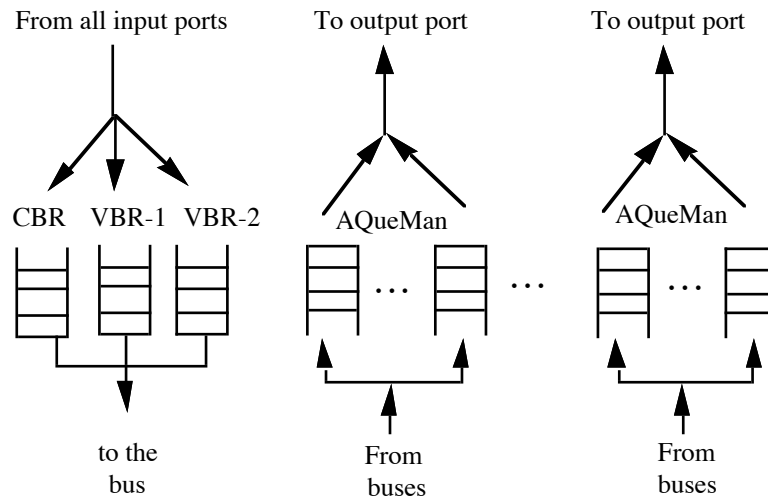 From all input ports
To output port
To output port
CBR
VBR-1
VBR-2
AQueMan
AQueMan
...
...
...
to the
bus
From
buses
From
buses